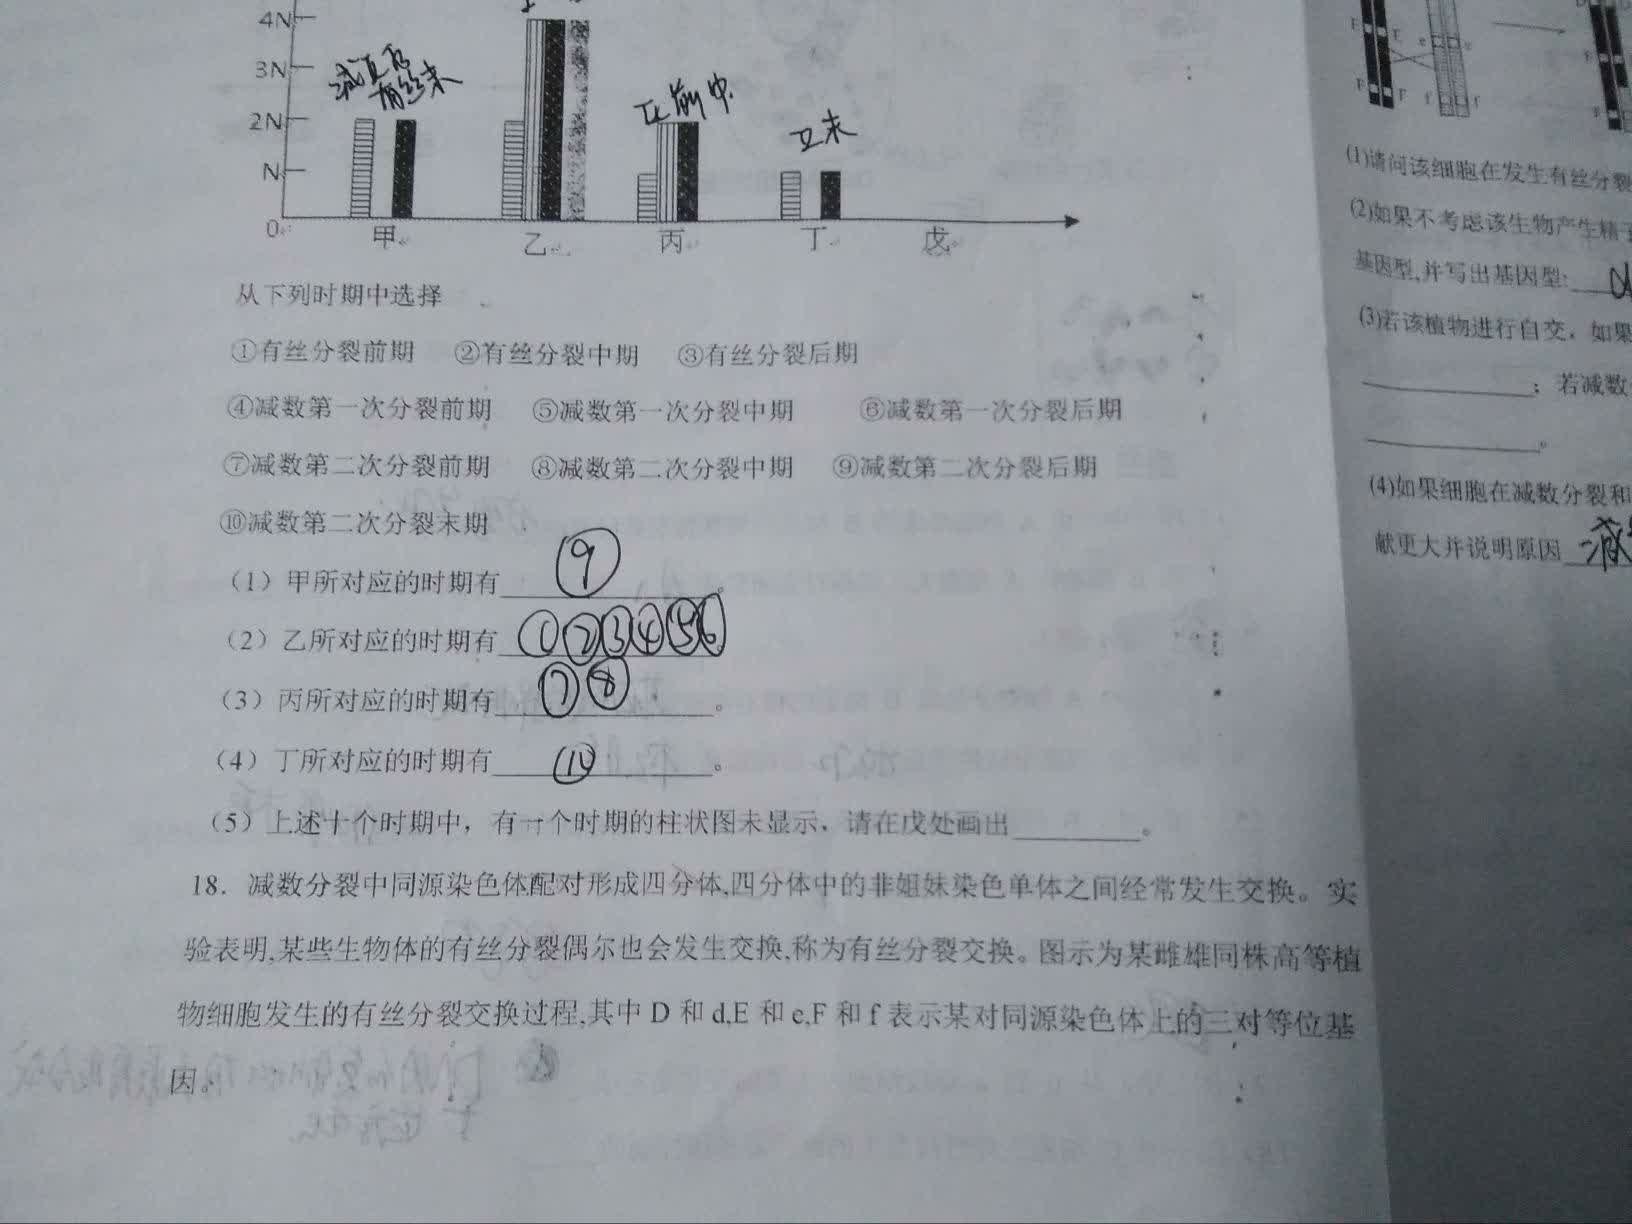 4N
3N
2N
N
0
减Ⅱ后
有丝末
Ⅱ前中
Ⅱ末
甲 乙 丙 丁 戊
从下列时期中选择
①有丝分裂前期 ②有丝分裂中期 ③有丝分裂后期
④减数第一次分裂前期 ⑤减数第一次分裂中期 ⑥减数第一次分裂后期
⑦减数第二次分裂前期 ⑧减数第二次分裂中期 ⑨减数第二次分裂后期
⑩减数第二次分裂末期
（1）甲所对应的时期有 ⑨ 。
（2）乙所对应的时期有 ①②③④⑤⑥
（3）丙所对应的时期有 ⑦⑧ 。
（4）丁所对应的时期有 ⑩ 。
（5）上述十个时期中，有一个时期的柱状图未显示，请在戊处画出 。
18．减数分裂中同源染色体配对形成四分体,四分体中的非姐妹染色单体之间经常发生交换。实
验表明,某些生物体的有丝分裂偶尔也会发生交换,称为有丝分裂交换。图示为某雌雄同株高等植
物细胞发生的有丝分裂交换过程,其中 D 和 d,E 和 e,F 和 f 表示某对同源染色体上的三对等位基
因。
(1)请问该细胞在发生有丝分裂
(2)如果不考虑该生物产生精子
基因型,并写出基因型:
(3)若该植物进行自交，如果
；若减数
。
(4)如果细胞在减数分裂和
献更大并说明原因 减